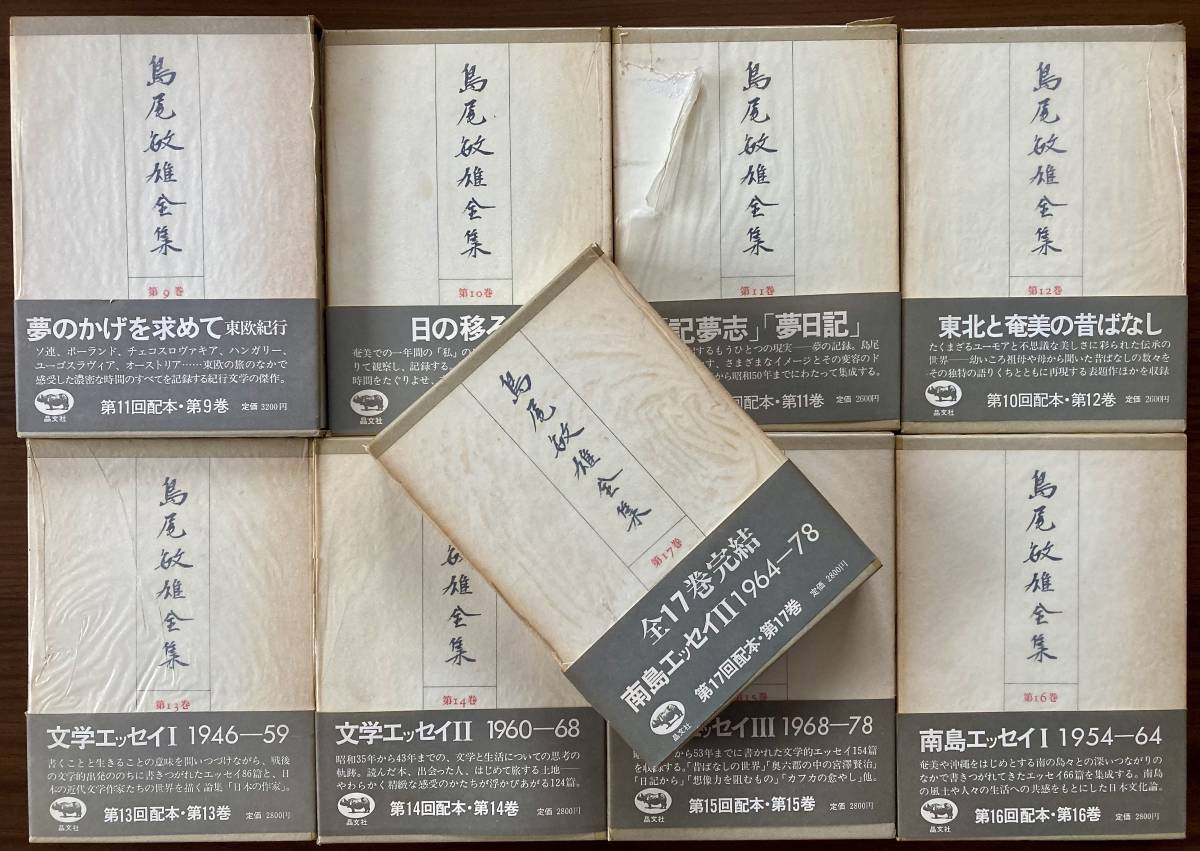 島尾敏雄全集
第9巻
夢のかげを求めて 東欧紀行
ソ連、ポーランド、チェコスロヴァキア、ハンガリー、
ユーゴスラヴィア、オーストリア……東欧の旅のなかで
感受した濃密な時間のすべてを記録する紀行文学の傑作。
晶文社
第11回配本・第9巻 定価 3200円
島尾敏雄全集
第10巻
日の移ろ
奄美での一年間の「私」の
りて観察し、記録する。
時間をたぐりよせ、
晶文社
島尾敏雄全集
第11巻
記夢志」「夢日記」
するもうひとつの現実――夢の記録。島尾
す、さまざまなイメージとその変容のド
から昭和50年までにわたって集成する。
配本・第11巻 定価 2600円
島尾敏雄全集
第12巻
東北と奄美の昔ばなし
たくまざるユーモアと不思議な美しさに彩られた伝承の
世界――幼いころ祖母や母から聞いた昔ばなしの数々を
その独特の語りくちとともに再現する表題作ほかを収録
晶文社
第10回配本・第12巻 定価 2600円
島尾敏雄全集
第17巻
全17巻完結
南島エッセイII 1964―78
晶文社
第17回配本・第17巻 定価 2800円
島尾敏雄全集
第13巻
文学エッセイI 1946―59
書くことと生きることの意味を問いつづけながら、戦後
の文学的出発ののちに書きつがれたエッセイ86篇と、日
本の近代文学作家たちの世界を描く論集「日本の作家」。
晶文社
第13回配本・第13巻 定価 2800円
敏雄全集
第14巻
文学エッセイII 1960―68
昭和35年から43年までの、文学と生活についての思考の
軌跡。読んだ本、出会った人、はじめて旅する土地――
やわらかく精緻な感受のかたちが浮かびあがる124篇。
晶文社
第14回配本・第14巻 定価 2800円
第15巻
エッセイIII 1968―78
から53年までに書かれた文学的エッセイ154篇
を収録する。「昔ばなしの世界」「奥六郡の中の宮澤賢治」
「日記から」「想像力を阻むもの」「カフカの癒やし」他。
晶文社
第15回配本・第15巻 定価 2800円
島尾敏雄全集
第16巻
南島エッセイI 1954―64
奄美や沖縄をはじめとする南の島々との深いつながりの
なかで書きつがれてきたエッセイ66篇を集成する。南島
の風土や人々の生活への共感をもとにした日本文化論。
晶文社
第16回配本・第16巻 定価 2800円